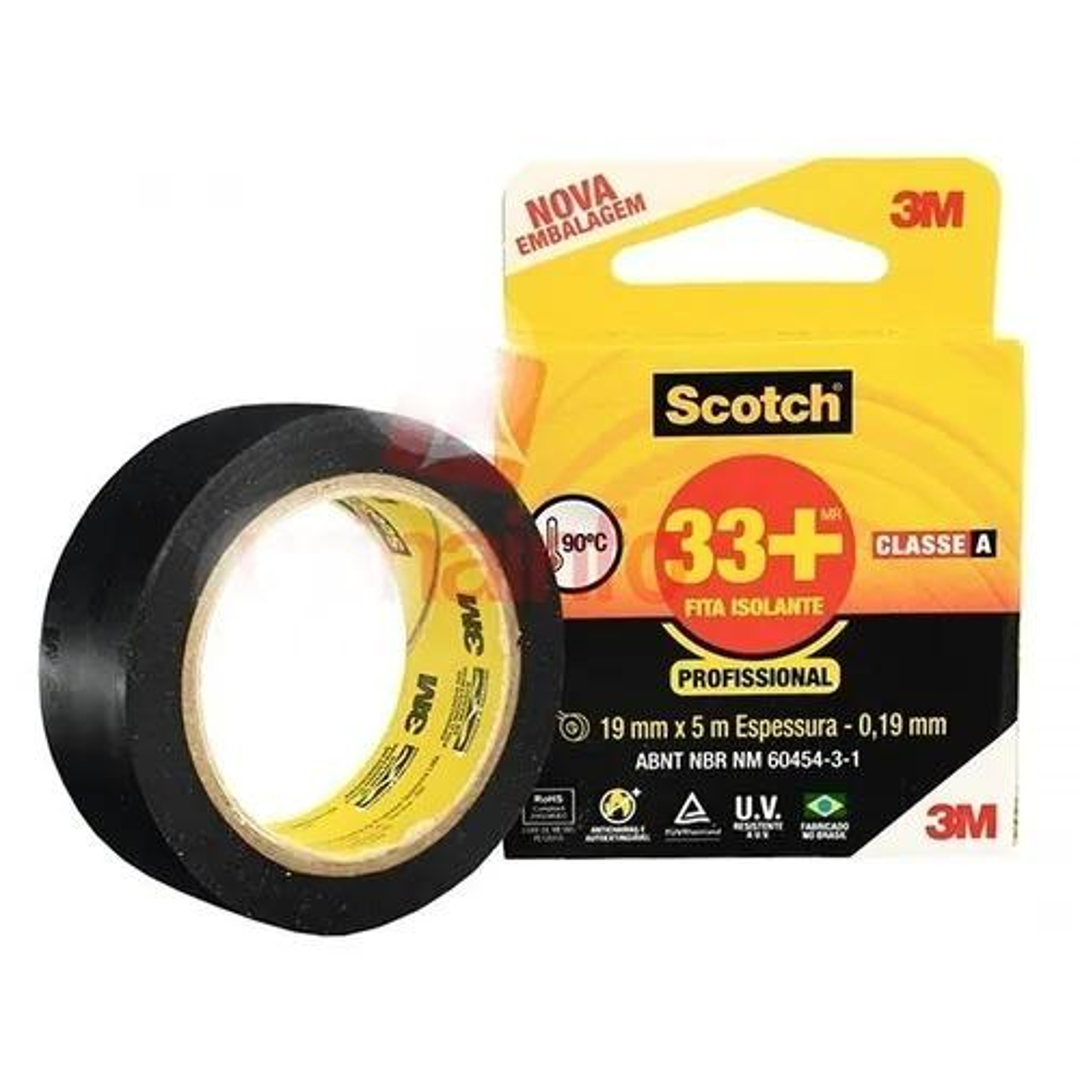 NOVA
EMBALAGEM
3M
Scotch®
90°C
33+ MR
FITA ISOLANTE
CLASSE A
PROFISSIONAL
19 mm x 5 m Espessura - 0,19 mm
ABNT NBR NM 60454-3-1
RoHS
ANTICHAMAS E
AUTOEXTINGUÍVEL
TÜVRheinland
U.V.
RESISTENTE
A U.V.
FABRICADO
NO BRASIL
3M
3M
3M